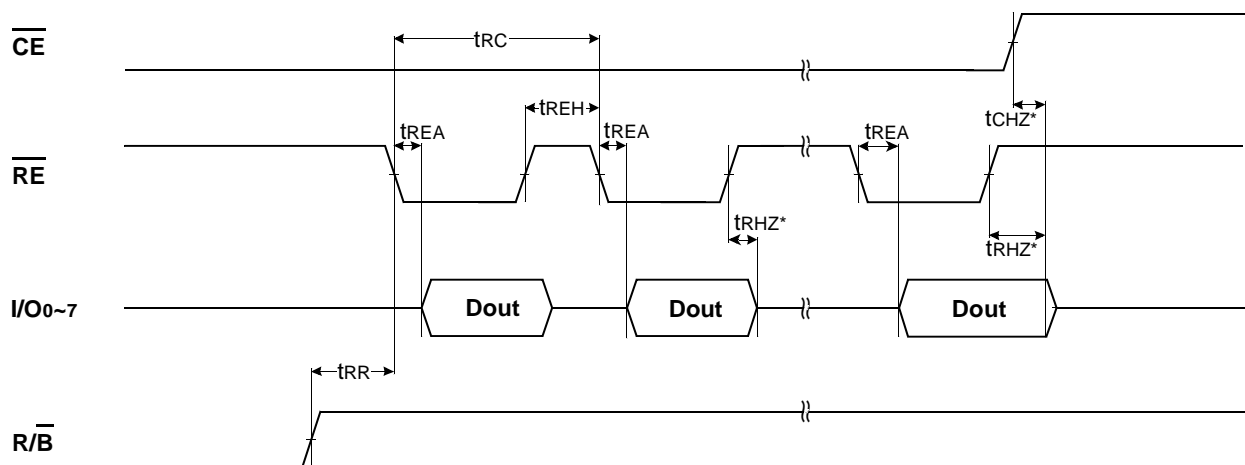 CE
tRC
tCHZ*
tREH
tREA
tREA
tREA
RE
tRHZ*
tRHZ*
I/O0~7
Dout
Dout
Dout
tRR
R/B